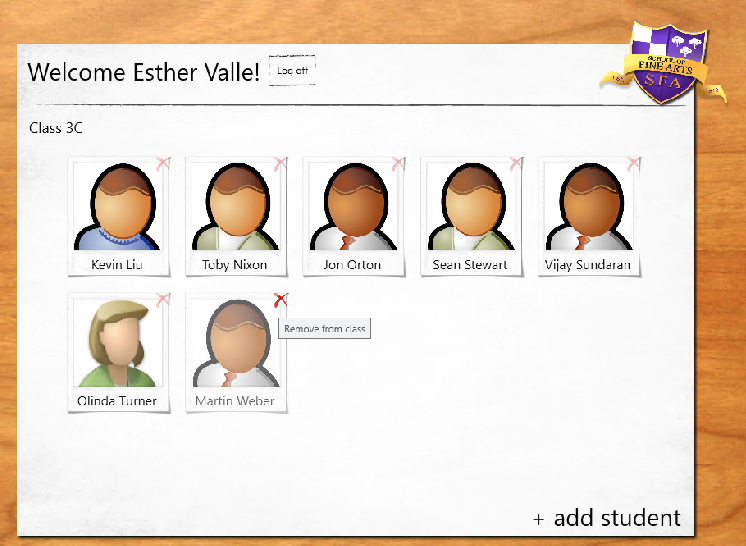 Welcome Esther Valle!
Log off
SCHOOL OF
FINE ARTS
SFA
Class 3C
Kevin Liu
Toby Nixon
Jon Orton
Sean Stewart
Vijay Sundaran
Remove from class
Olinda Turner
Martin Weber
+ add student